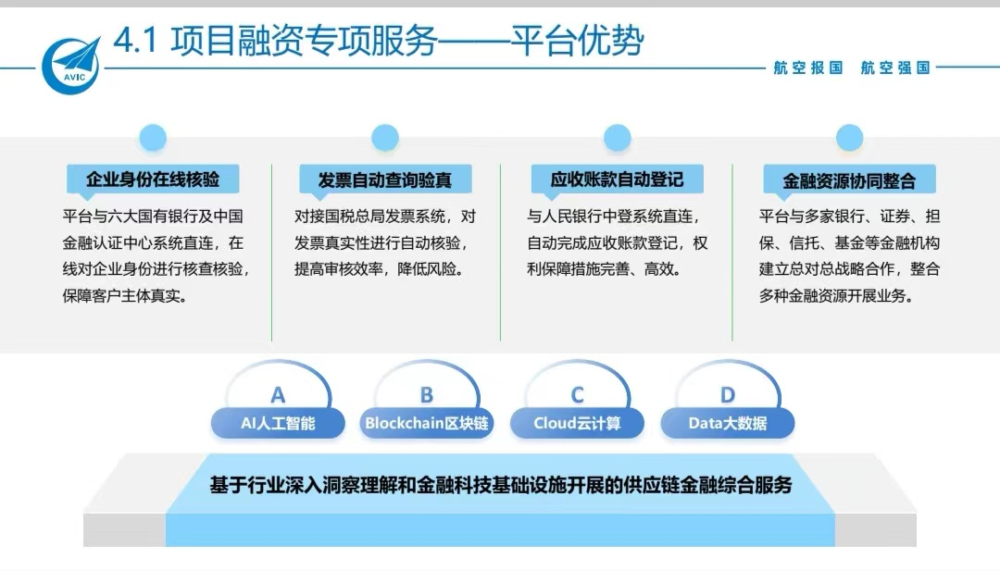 4.1 项目融资专项服务——平台优势
AVIC
航空报国 航空强国
企业身份在线核验
平台与六大国有银行及中国
金融认证中心系统直连，在
线对企业身份进行核查核验，
保障客户主体真实。
发票自动查询验真
对接国税总局发票系统，对
发票真实性进行自动核验，
提高审核效率，降低风险。
应收账款自动登记
与人民银行中登系统直连，
自动完成应收账款登记，权
利保障措施完善、高效。
金融资源协同整合
平台与多家银行、证券、担
保、信托、基金等金融机构
建立总对总战略合作，整合
多种金融资源开展业务。
A
AI人工智能
B
Blockchain区块链
C
Cloud云计算
D
Data大数据
基于行业深入洞察理解和金融科技基础设施开展的供应链金融综合服务